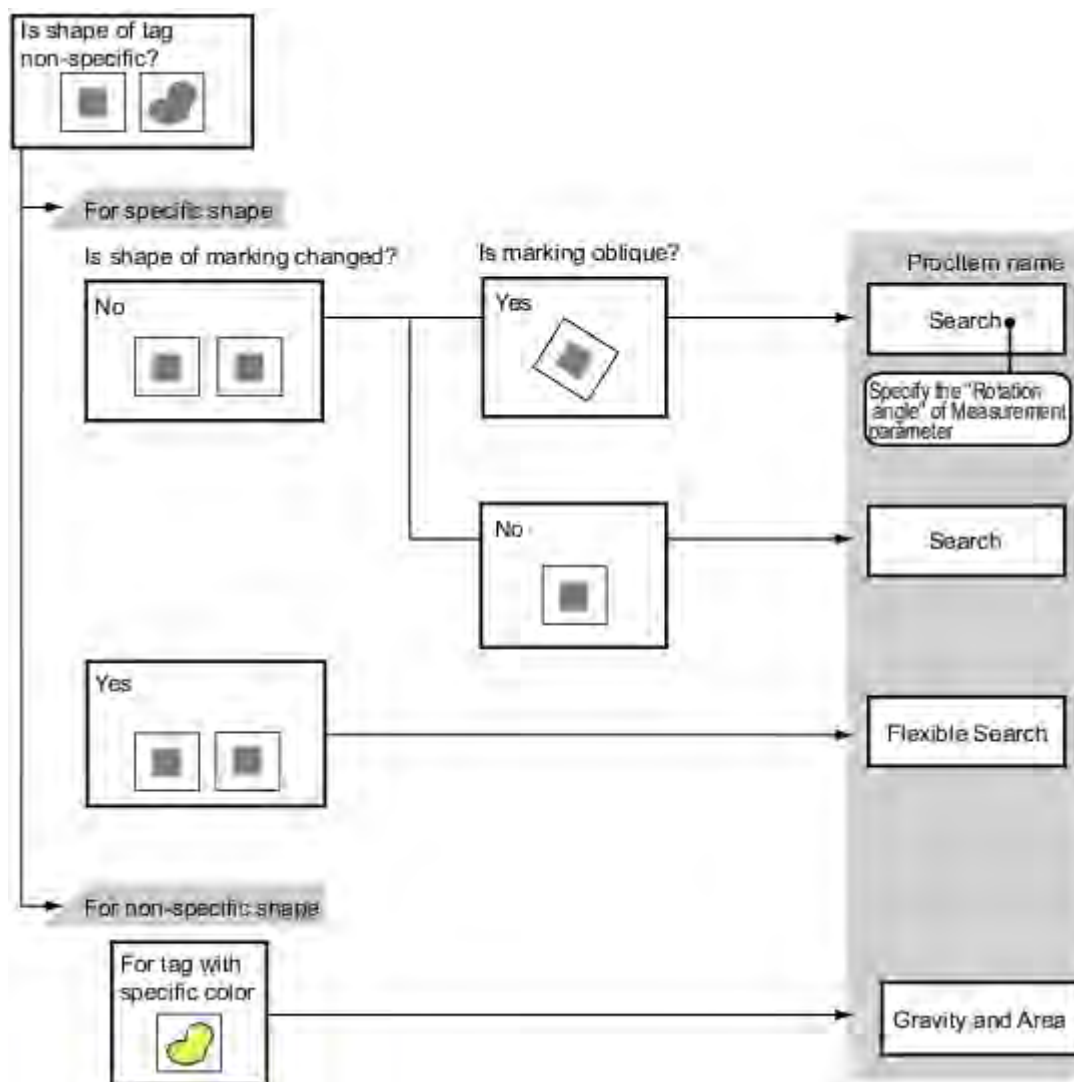 Is shape of tag
non-specific?
For specific shape
Is shape of marking changed?
Is marking oblique?
ProcItem name
No
Yes
Search
Specify the "Rotation
angle" of Measurement
parameter
No
Search
Yes
Flexible Search
For non-specific shape
For tag with
specific color
Gravity and Area